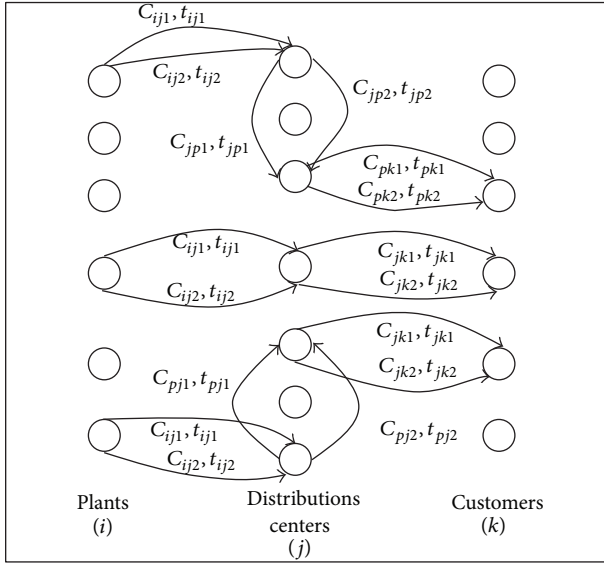 C_{ij1}, t_{ij1}
C_{ij2}, t_{ij2}
C_{jp2}, t_{jp2}
C_{jp1}, t_{jp1}
C_{pk1}, t_{pk1}
C_{pk2}, t_{pk2}
C_{ij1}, t_{ij1}
C_{jk1}, t_{jk1}
C_{ij2}, t_{ij2}
C_{jk2}, t_{jk2}
C_{jk1}, t_{jk1}
C_{pj1}, t_{pj1}
C_{jk2}, t_{jk2}
C_{ij1}, t_{ij1}
C_{pj2}, t_{pj2}
C_{ij2}, t_{ij2}
Plants
(i)
Distributions
centers
(j)
Customers
(k)